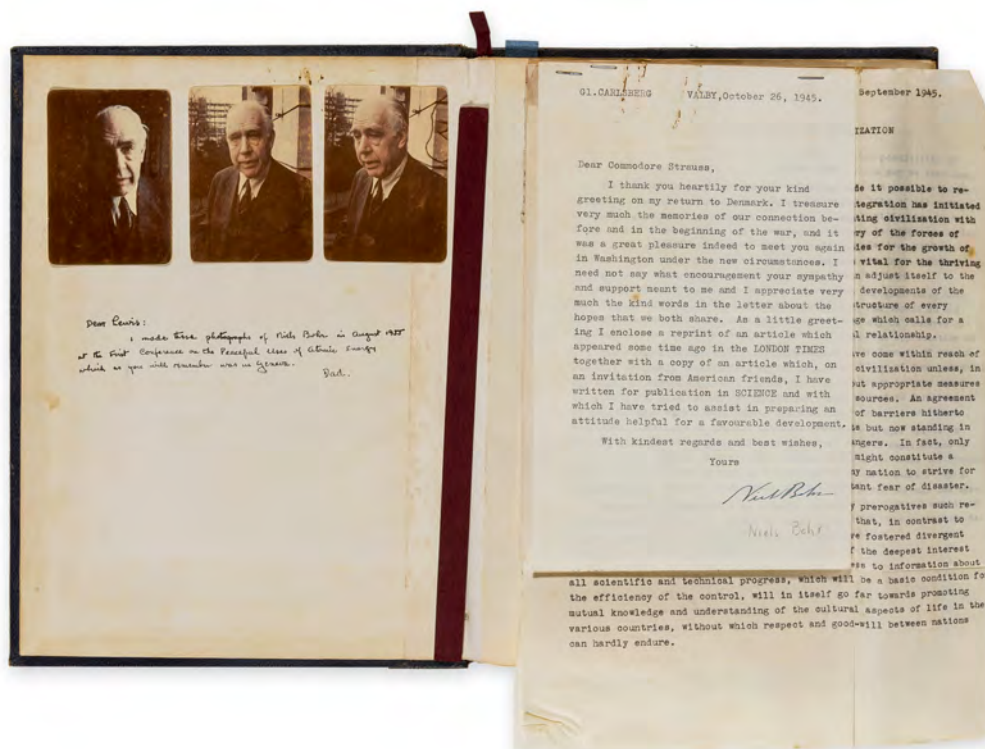 Dear Lewis:
I made these photographs of Niels Bohr in August 1955
at the First Conference on the Peaceful Uses of Atomic Energy
which as you will remember was in Geneva.
Dad.
Gl.CARLSBERG VALBY,October 26, 1945.
Dear Commodore Strauss,
I thank you heartily for your kind
greeting on my return to Denmark. I treasure
very much the memories of our connection be-
fore and in the beginning of the war, and it
was a great pleasure indeed to meet you again
in Washington under the new circumstances. I
need not say what encouragement your sympathy
and support meant to me and I appreciate very
much the kind words in the letter about the
hopes that we both share. As a little greet-
ing I enclose a reprint of an article which
appeared some time ago in the LONDON TIMES
together with a copy of an article which, on
an invitation from American friends, I have
written for publication in SCIENCE and with
which I have tried to assist in preparing an
attitude helpful for a favourable development.
With kindest regards and best wishes,
Yours
Niels Bohr
Niels Bohr
September 1945.
IZATION
de it possible to re-
ntegration has initiated
ting civilization with
ry of the forces of
ies for the growth of
vital for the thriving
n adjust itself to the
developments of the
structure of every
ge which calls for a
l relationship.
ve come within reach of
civilization unless, in
ut appropriate measures
sources. An agreement
of barriers hitherto
s but now standing in
ngers. In fact, only
might constitute a
y nation to strive for
tant fear of disaster.
y prerogatives such re-
that, in contrast to
ve fostered divergent
f the deepest interest
ss to information about
all scientific and technical progress, which will be a basic condition fo
the efficiency of the control, will in itself go far towards promoting
mutual knowledge and understanding of the cultural aspects of life in the
various countries, without which respect and good-will between nations
can hardly endure.